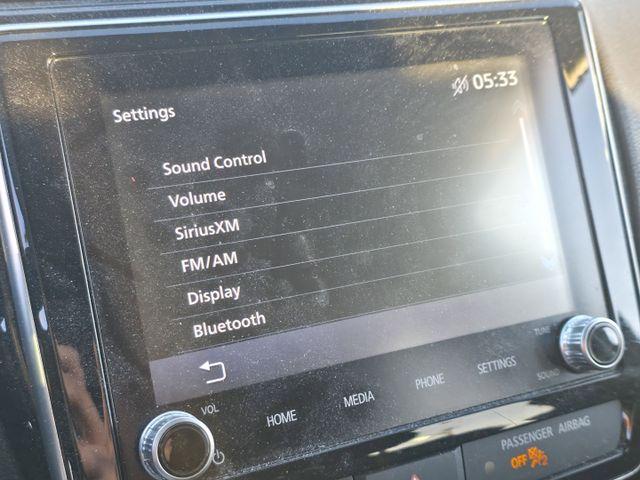 05:33
Settings
Sound Control
Volume
SiriusXM
FM/AM
Display
Bluetooth
VOL HOME MEDIA PHONE SETTINGS TUNE
SOUND
PASSENGER AIRBAG
OFF 2